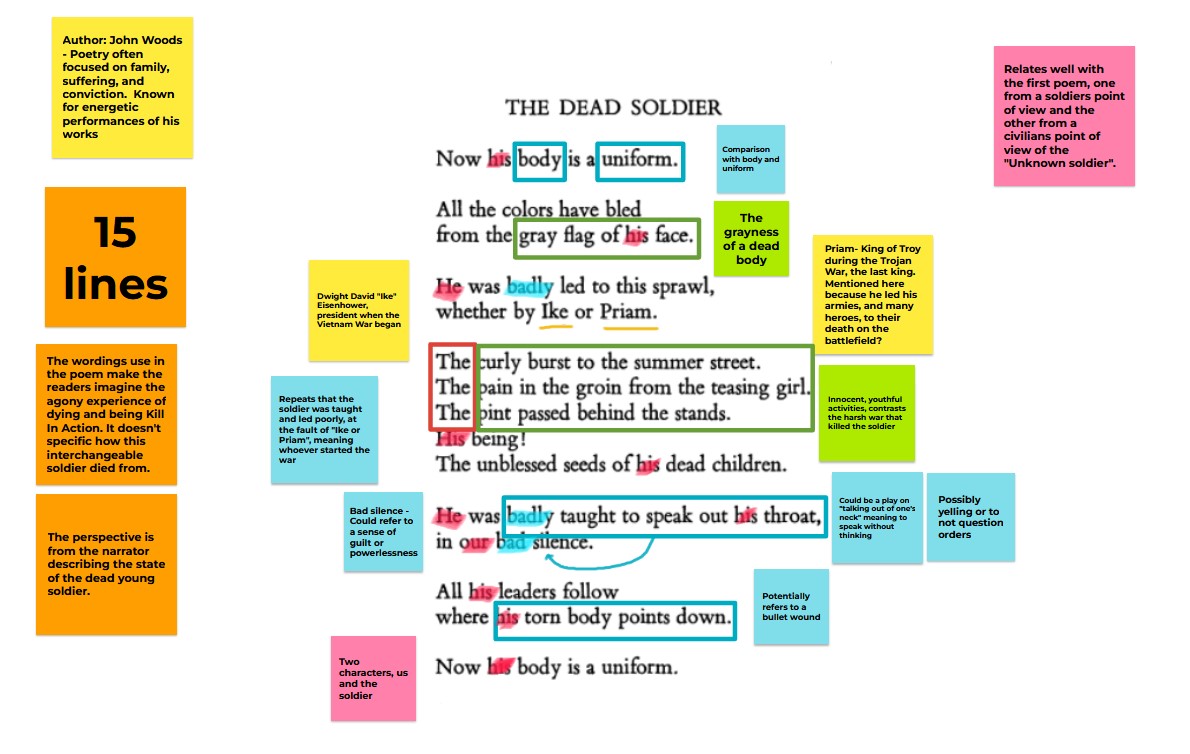 Author: John Woods
- Poetry often
focused on family,
suffering, and
conviction.  Known
for energetic
performances of his
works
15
lines
The wordings use in
the poem make the
readers imagine the
agony experience of
dying and being Kill
In Action. It doesn't
specific how this
interchangeable
soldier died from.
The perspective is
from the narrator
describing the state
of the dead young
soldier.
Dwight David "Ike"
Eisenhower,
president when the
Vietnam War began
Repeats that the
soldier was taught
and led poorly, at
the fault of "Ike or
Priam", meaning
whoever started the
war
Bad silence -
Could refer to
a sense of
guilt or
powerlessness
Two
characters, us
and the
soldier
THE DEAD SOLDIER
Now his body is a uniform.
All the colors have bled
from the gray flag of his face.
He was badly led to this sprawl,
whether by Ike or Priam.
The curly burst to the summer street.
The pain in the groin from the teasing girl.
The pint passed behind the stands.
His being!
The unblessed seeds of his dead children.
He was badly taught to speak out his throat,
in our bad silence.
All his leaders follow
where his torn body points down.
Now his body is a uniform.
Comparison
with body and
uniform
The
grayness
of a dead
body
Priam- King of Troy
during the Trojan
War, the last king.
Mentioned here
because he led his
armies, and many
heroes, to their
death on the
battlefield?
Innocent, youthful
activities, contrasts
the harsh war that
killed the soldier
Could be a play on
"talking out of one's
neck" meaning to
speak without
thinking
Possibly
yelling or to
not question
orders
Potentially
refers to a
bullet wound
Relates well with
the first poem, one
from a soldiers point
of view and the
other from a
civilians point of
view of the
"Unknown soldier".